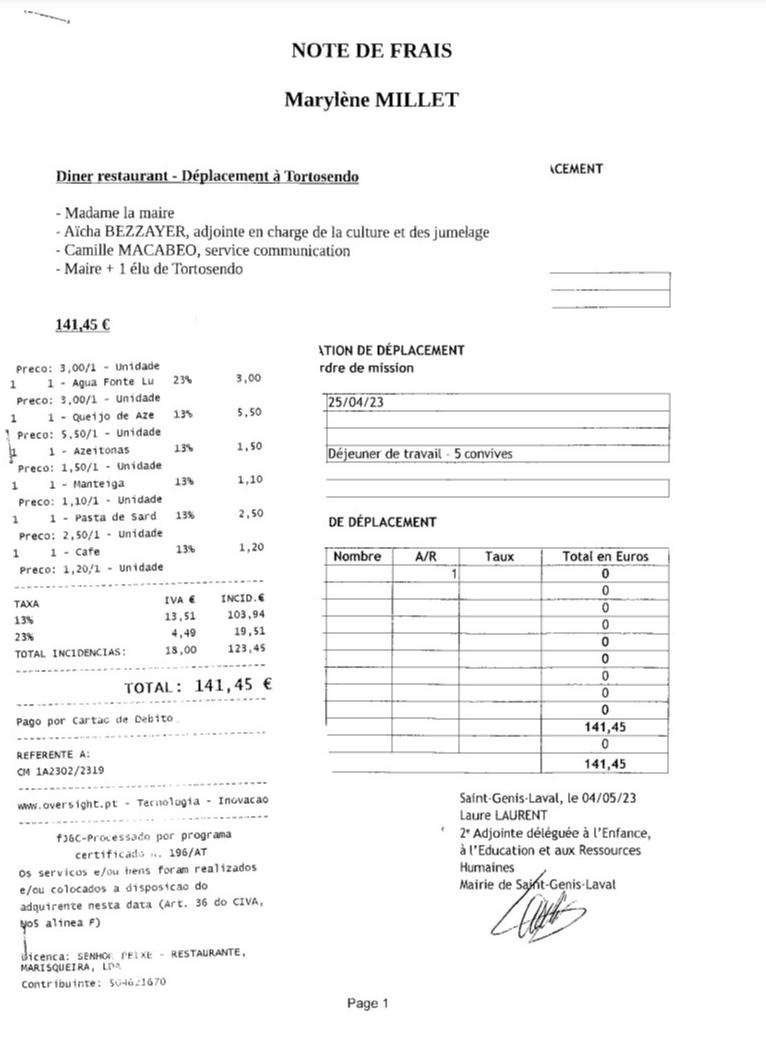 NOTE DE FRAIS
Marylène MILLET
Diner restaurant - Déplacement à Tortosendo
- Madame la maire
- Aïcha BEZZAYER, adjointe en charge de la culture et des jumelage
- Camille MACABEO, service communication
- Maire + 1 élu de Tortosendo
141,45 €
Preco: 3,00/1 - Unidade
1 1 - Agua Fonte Lu 23% 3,00
Preco: 3,00/1 - Unidade
1 1 - Queijo de Aze 13% 5,50
Preco: 5,50/1 - Unidade
1 1 - Azeitonas 13% 1,50
Preco: 1,50/1 - Unidade
1 1 - Manteiga 13% 1,10
Preco: 1,10/1 - Unidade
1 1 - Pasta de Sard 13% 2,50
Preco: 2,50/1 - Unidade
1 1 - Cafe 13% 1,20
Preco: 1,20/1 - Unidade
TAXA IVA € INCID.€
13% 13,51 103,94
23% 4,49 19,51
TOTAL INCIDENCIAS: 18,00 123,45
TOTAL: 141,45 €
Pago por Cartao de Debito
REFERENTE A:
CM 1A2302/2319
www.oversight.pt - Tecnologia - Inovacao
fJ6C-Processado por programa
certificado n. 196/AT
Os servicos e/ou bens foram realizados
e/ou colocados a disposicao do
adquirente nesta data (Art. 36 do CIVA,
Nº5 alinea F)
Licenca: SENHOR PEIXE - RESTAURANTE,
MARISQUEIRA, LDA
Contribuinte:
ACEMENT
ATION DE DÉPLACEMENT
rdre de mission
25/04/23
Déjeuner de travail - 5 convives
DE DÉPLACEMENT
Nombre A/R Taux Total en Euros
1 0
0
0
0
0
0
0
0
0
141,45
0
141,45
Saint-Genis-Laval, le 04/05/23
Laure LAURENT
2e Adjointe déléguée à l'Enfance,
à l'Education et aux Ressources
Humaines
Mairie de Saint-Genis-Laval
Page 1